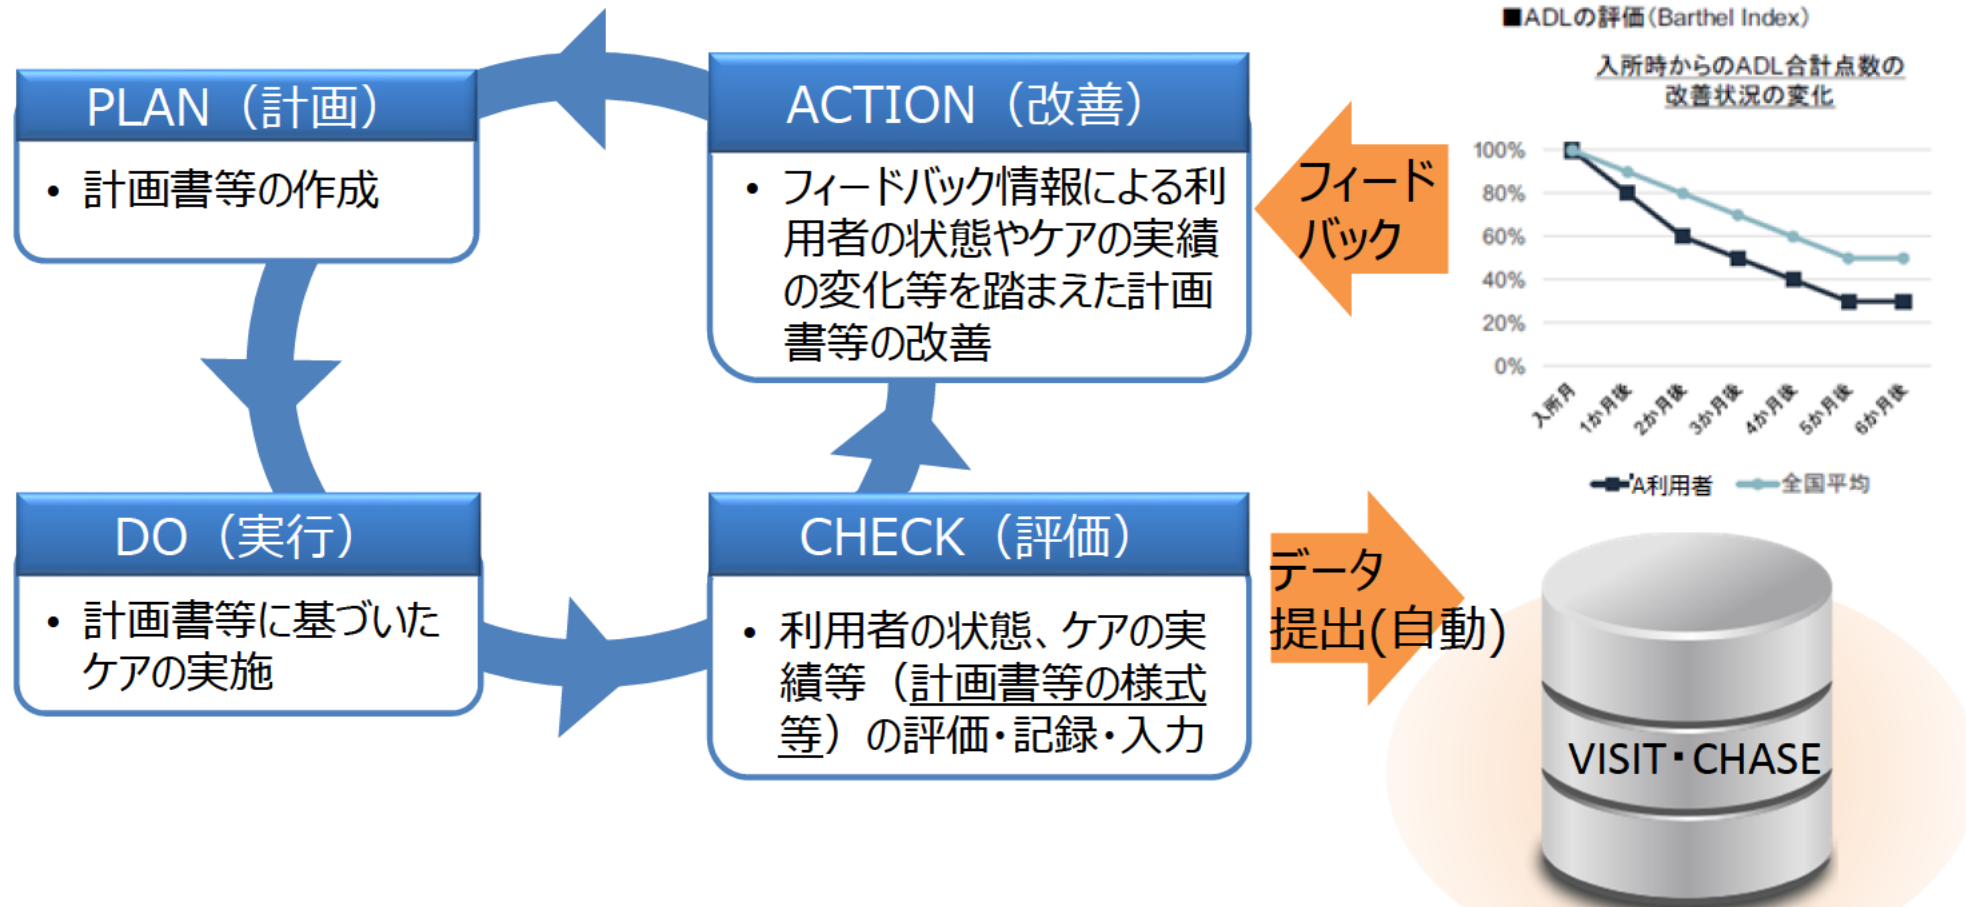 PLAN（計画）
• 計画書等の作成
ACTION（改善）
• フィードバック情報による利
用者の状態やケアの実績
の変化等を踏まえた計画
書等の改善
フィード
バック
■ADLの評価（Barthel Index）
入所時からのADL合計点数の
改善状況の変化
100%
80%
60%
40%
20%
0%
入所月
1か月後
2か月後
3か月後
4か月後
5か月後
6か月後
A利用者
全国平均
DO（実行）
• 計画書等に基づいた
ケアの実施
CHECK（評価）
• 利用者の状態、ケアの実
績等（計画書等の様式
等）の評価・記録・入力
データ
提出(自動)
VISIT・CHASE